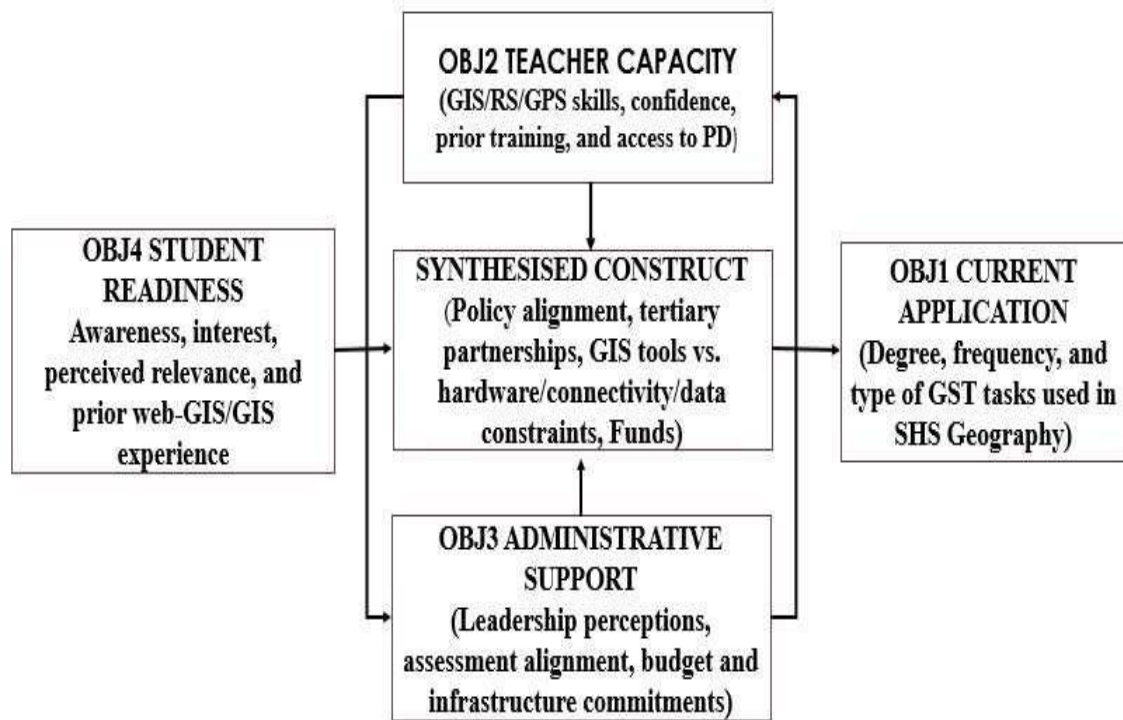 OBJ2 TEACHER CAPACITY
(GIS/RS/GPS skills, confidence,
prior training, and access to PD)
OBJ4 STUDENT
READINESS
Awareness, interest,
perceived relevance, and
prior web-GIS/GIS
experience
SYNTHESISED CONSTRUCT
(Policy alignment, tertiary
partnerships, GIS tools vs.
hardware/connectivity/data
constraints, Funds)
OBJ1 CURRENT
APPLICATION
(Degree, frequency, and
type of GST tasks used in
SHS Geography)
OBJ3 ADMINISTRATIVE
SUPPORT
(Leadership perceptions,
assessment alignment, budget and
infrastructure commitments)